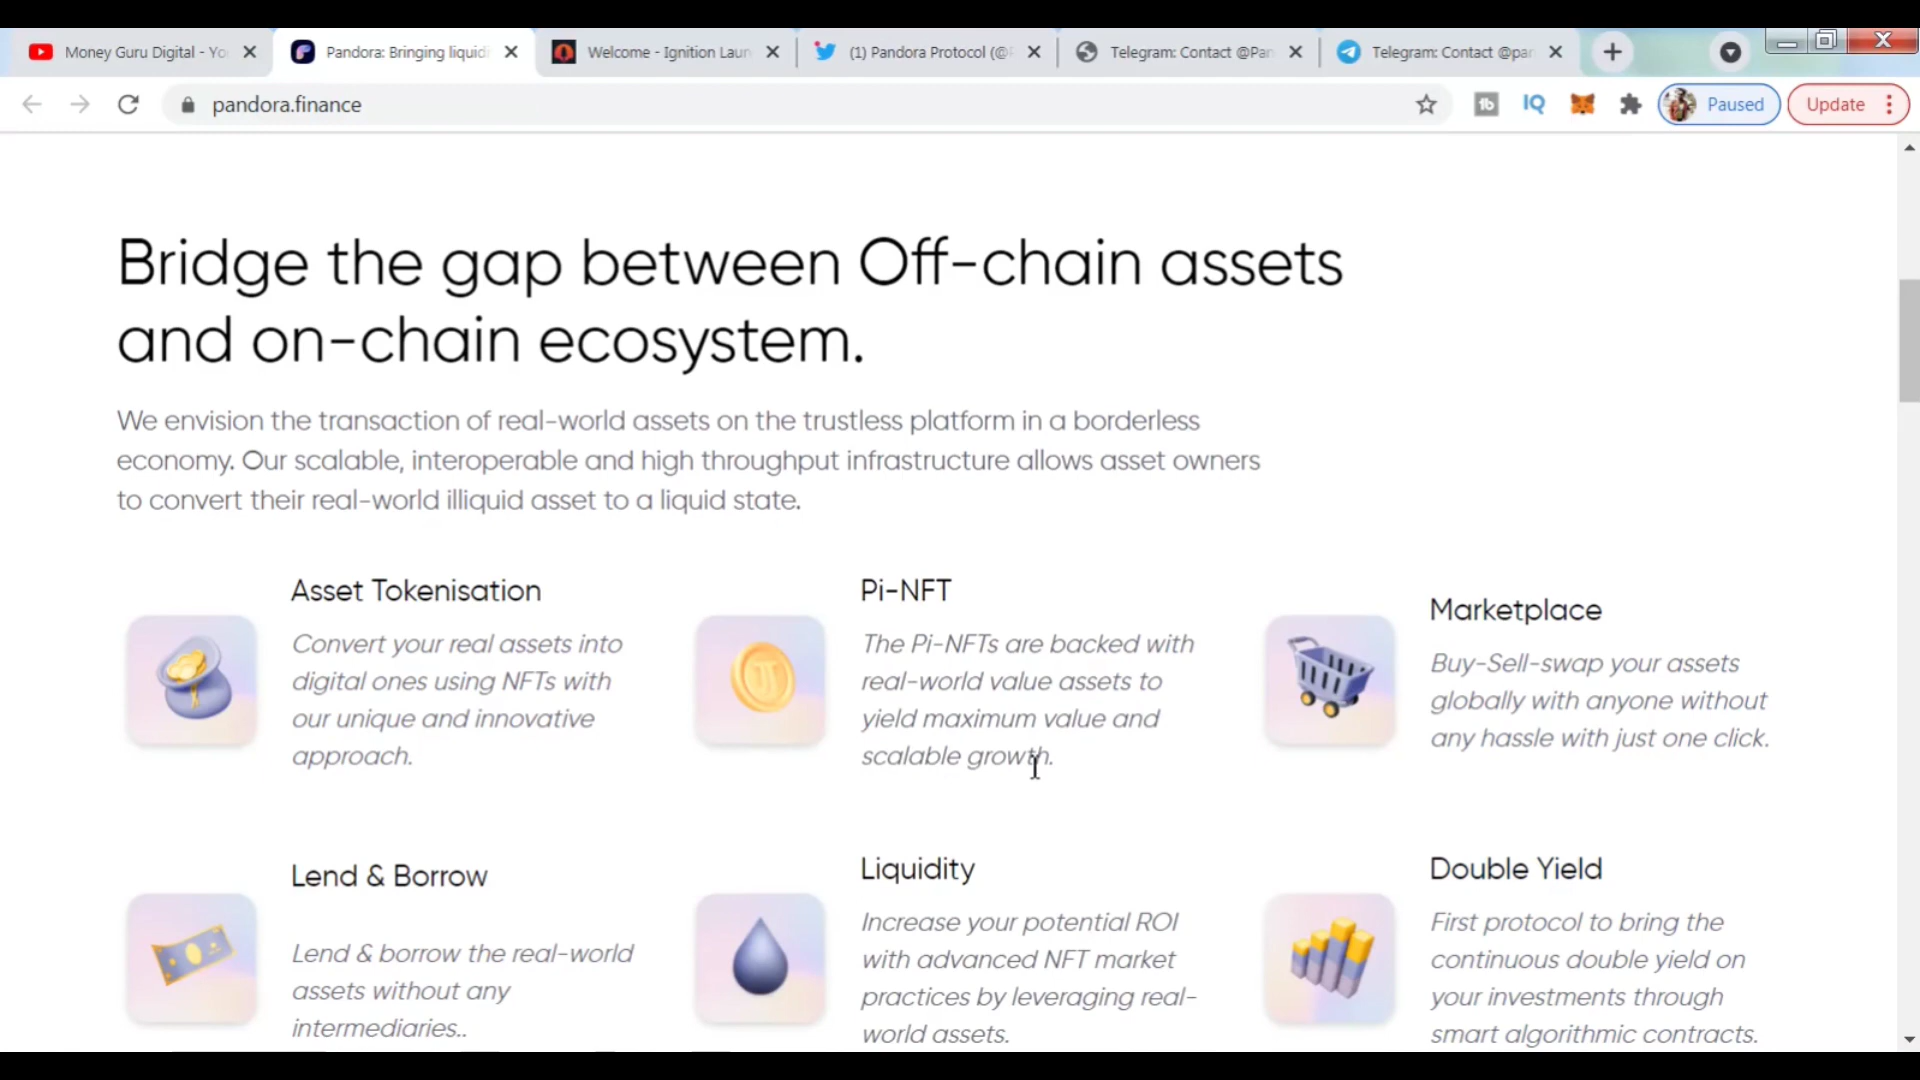 Money Guru Digital - Yo
Pandora: Bringing liquidi
Welcome - Ignition Laun
(1) Pandora Protocol (@P
Telegram: Contact @Pan
Telegram: Contact @pan
pandora.finance
tb
IQ
Paused
Update
Bridge the gap between Off-chain assets
and on-chain ecosystem.
We envision the transaction of real-world assets on the trustless platform in a borderless
economy. Our scalable, interoperable and high throughput infrastructure allows asset owners
to convert their real-world illiquid asset to a liquid state.
Asset Tokenisation
Convert your real assets into
digital ones using NFTs with
our unique and innovative
approach.
Pi-NFT
The Pi-NFTs are backed with
real-world value assets to
yield maximum value and
scalable growth.
Marketplace
Buy-Sell-swap your assets
globally with anyone without
any hassle with just one click.
Lend & Borrow
Lend & borrow the real-world
assets without any
intermediaries..
Liquidity
Increase your potential ROI
with advanced NFT market
practices by leveraging real-
world assets.
Double Yield
First protocol to bring the
continuous double yield on
your investments through
smart algorithmic contracts.